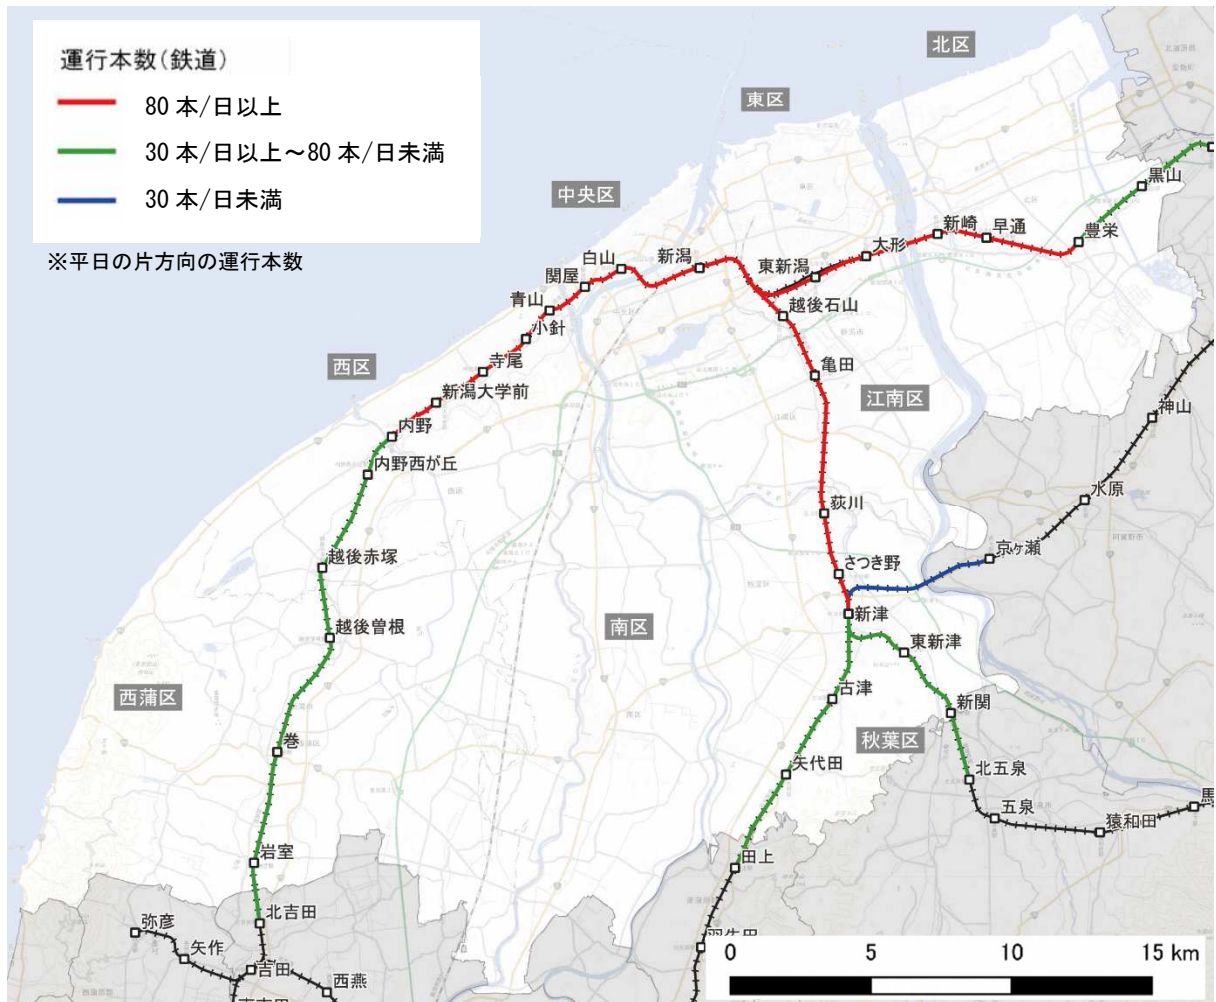 運行本数(鉄道)
80 本/日以上
30 本/日以上～80 本/日未満
30 本/日未満
※平日の片方向の運行本数
北区
東区
中央区
西区
江南区
南区
西蒲区
秋葉区
黒山
豊栄
早通
新崎
大形
東新潟
新潟
白山
関屋
青山
小針
寺尾
新潟大学前
内野
内野西が丘
越後赤塚
越後曽根
巻
岩室
北吉田
弥彦
矢作
吉田
西燕
越後石山
亀田
荻川
さつき野
新津
古津
矢代田
田上
東新津
新関
北五泉
五泉
猿和田
京ヶ瀬
水原
神山
0 5 10 15 km